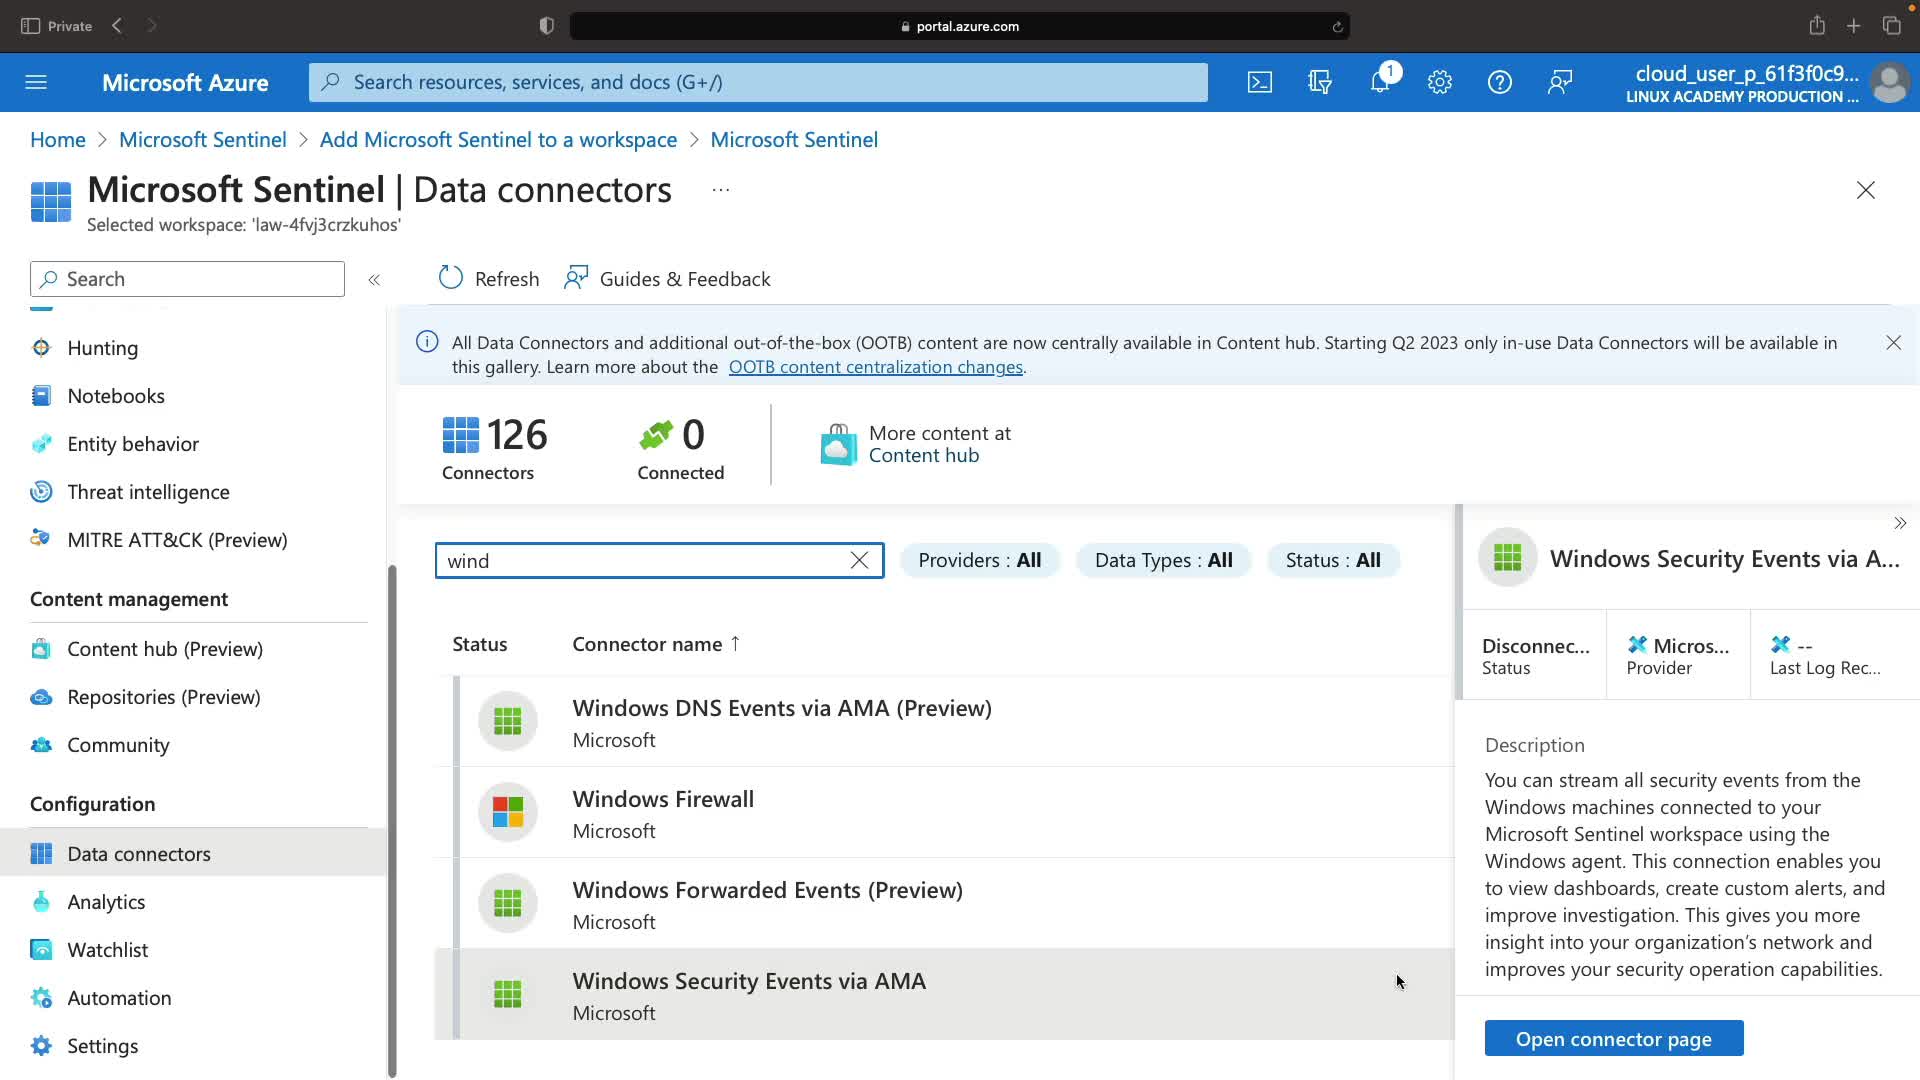 Private
portal.azure.com
Microsoft Azure
Search resources, services, and docs (G+/)
1
cloud_user_p_61f3f0c9...
LINUX ACADEMY PRODUCTION ...
Home > Microsoft Sentinel > Add Microsoft Sentinel to a workspace > Microsoft Sentinel
Microsoft Sentinel | Data connectors ...
Selected workspace: 'law-4fvj3crzkuhos'
Search
«
Refresh
Guides & Feedback
Hunting
Notebooks
Entity behavior
Threat intelligence
MITRE ATT&CK (Preview)
Content management
Content hub (Preview)
Repositories (Preview)
Community
Configuration
Data connectors
Analytics
Watchlist
Automation
Settings
All Data Connectors and additional out-of-the-box (OOTB) content are now centrally available in Content hub. Starting Q2 2023 only in-use Data Connectors will be available in
this gallery. Learn more about the OOTB content centralization changes.
126
Connectors
0
Connected
More content at
Content hub
wind
Providers : All
Data Types : All
Status : All
Status
Connector name ↑
Windows DNS Events via AMA (Preview)
Microsoft
Windows Firewall
Microsoft
Windows Forwarded Events (Preview)
Microsoft
Windows Security Events via AMA
Microsoft
»
Windows Security Events via A...
Disconnec...
Status
Micros...
Provider
--
Last Log Rec...
Description
You can stream all security events from the
Windows machines connected to your
Microsoft Sentinel workspace using the
Windows agent. This connection enables you
to view dashboards, create custom alerts, and
improve investigation. This gives you more
insight into your organization's network and
improves your security operation capabilities.
Open connector page